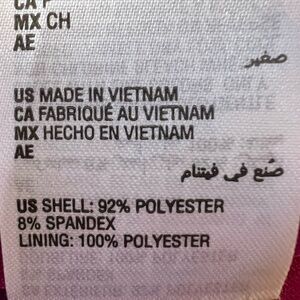 CA P
MX CH
AE
صغير
US MADE IN VIETNAM
CA FABRIQUÉ AU VIETNAM
MX HECHO EN VIETNAM
AE
صُنع في فيتنام
US SHELL: 92% POLYESTER
8% SPANDEX
LINING: 100% POLYESTER